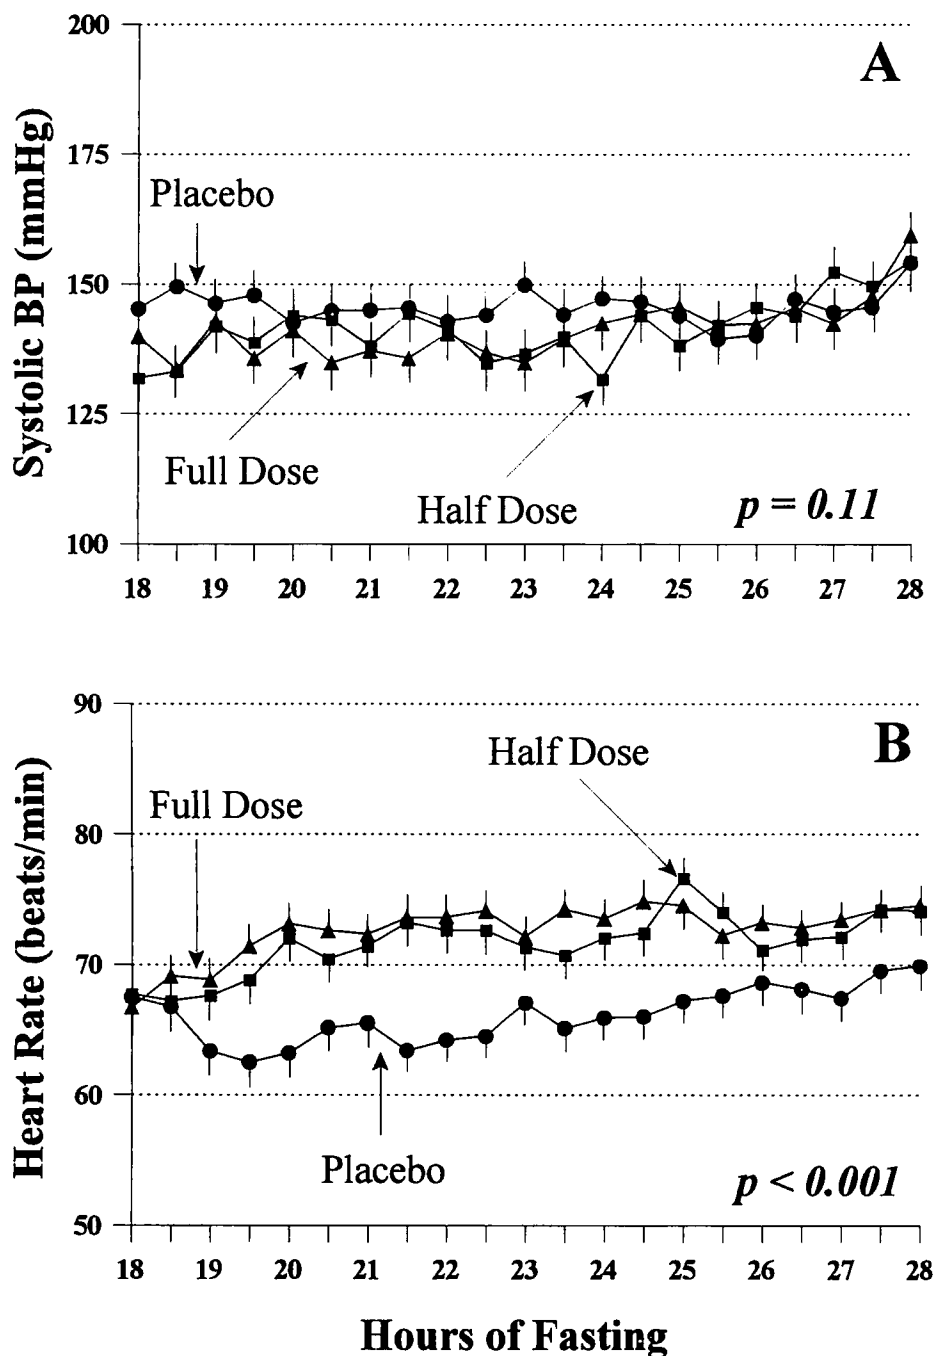 A
200
175
150
125
100
Systolic BP (mmHg)
Placebo
Full Dose
Half Dose
p = 0.11
18 19 20 21 22 23 24 25 26 27 28
B
90
80
70
60
50
Heart Rate (beats/min)
Half Dose
Full Dose
Placebo
p < 0.001
18 19 20 21 22 23 24 25 26 27 28
Hours of Fasting